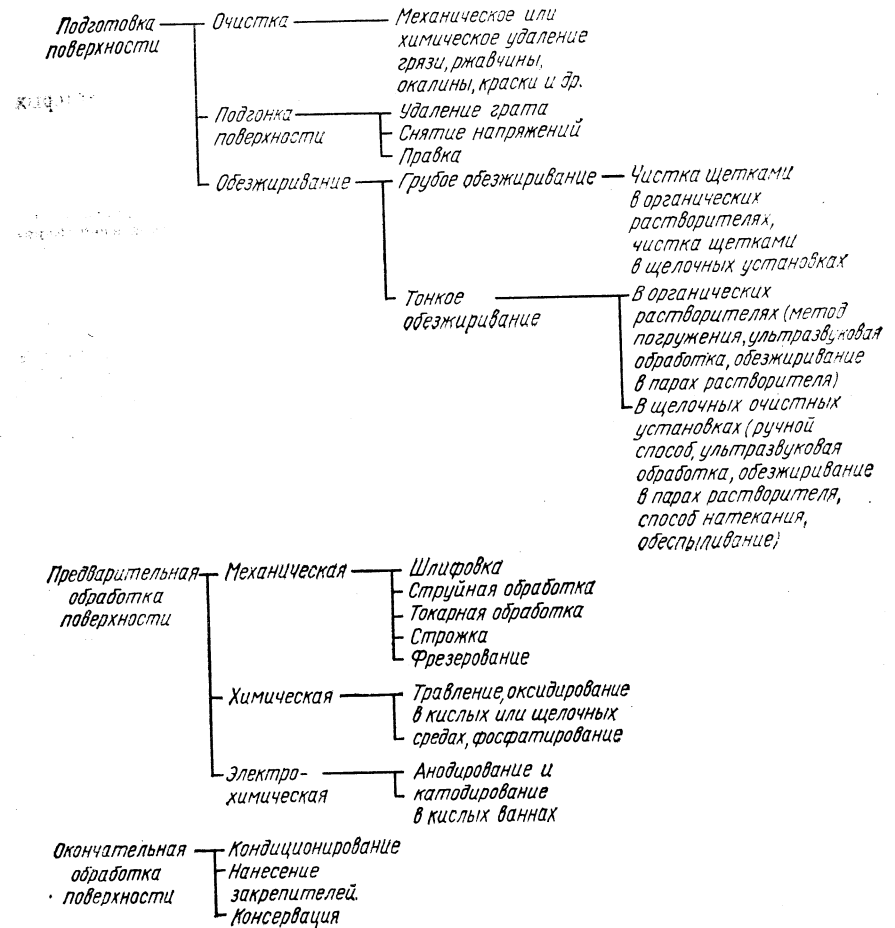 Подготовка
поверхности
Очистка
Механическое или
химическое удаление
грязи, ржавчины,
окалины, краски и др.
Подгонка
поверхности
Удаление грата
Снятие напряжений
Правка
Обезжиривание
Грубое обезжиривание
Чистка щетками
в органических
растворителях,
чистка щетками
в щелочных установках
Тонкое
обезжиривание
В органических
растворителях (метод
погружения, ультразвуковая
обработка, обезжиривание
в парах растворителя)
В щелочных очистных
установках (ручной
способ, ультразвуковая
обработка, обезжиривание
в парах растворителя,
способ натекания,
обеспыливание)
Предварительная
обработка
поверхности
Механическая
Шлифовка
Струйная обработка
Токарная обработка
Строжка
Фрезерование
Химическая
Травление, оксидирование
в кислых или щелочных
средах, фосфатирование
Электро-
химическая
Анодирование и
катодирование
в кислых ваннах
Окончательная
обработка
поверхности
Кондиционирование
Нанесение
закрепителей.
Консервация